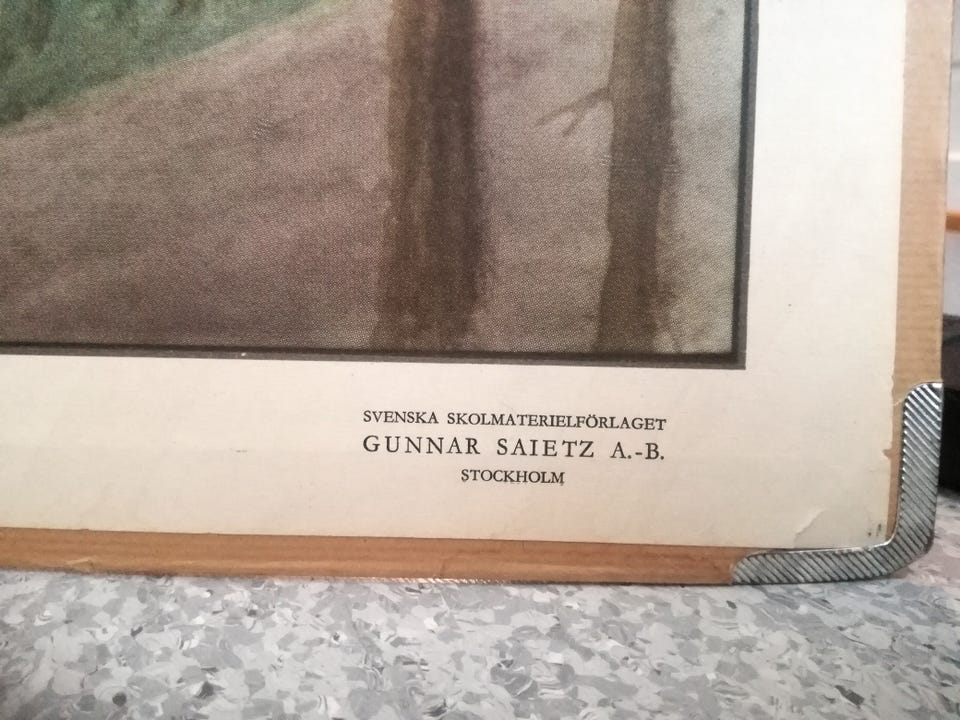 SVENSKA SKOLMATERIELFÖRLAGET
GUNNAR SAIETZ A.-B.
STOCKHOLM